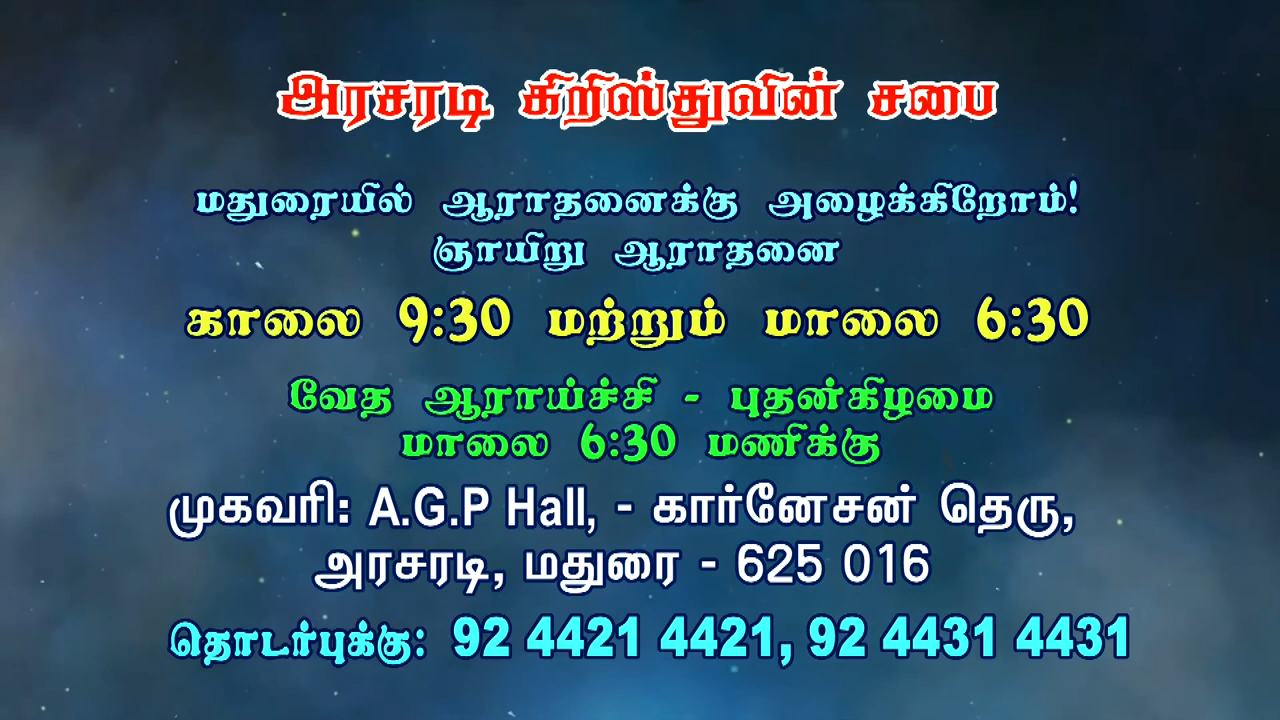 அரசரடி கிறிஸ்துவின் சபை
மதுரையில் ஆராதனைக்கு அழைக்கிறோம்!
ஞாயிறு ஆராதனை
காலை 9:30 மற்றும் மாலை 6:30
வேத ஆராய்ச்சி - புதன்கிழமை
மாலை 6:30 மணிக்கு
முகவரி: A.G.P Hall, - கார்னேசன் தெரு,
அரசரடி, மதுரை - 625 016
தொடர்புக்கு: 92 4421 4421, 92 4431 4431